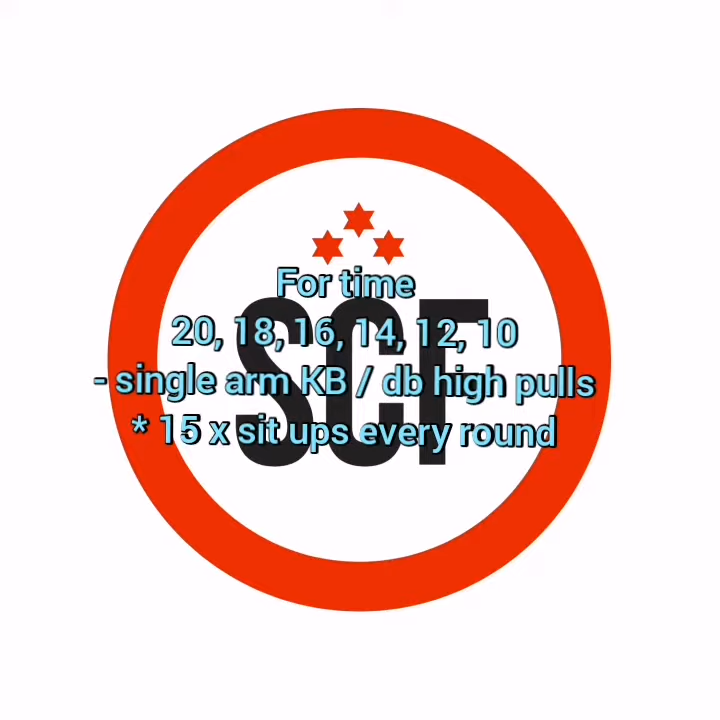 For time
20, 18, 16, 14, 12, 10
- single arm KB / db high pulls
* 15 x sit ups every round
SCF